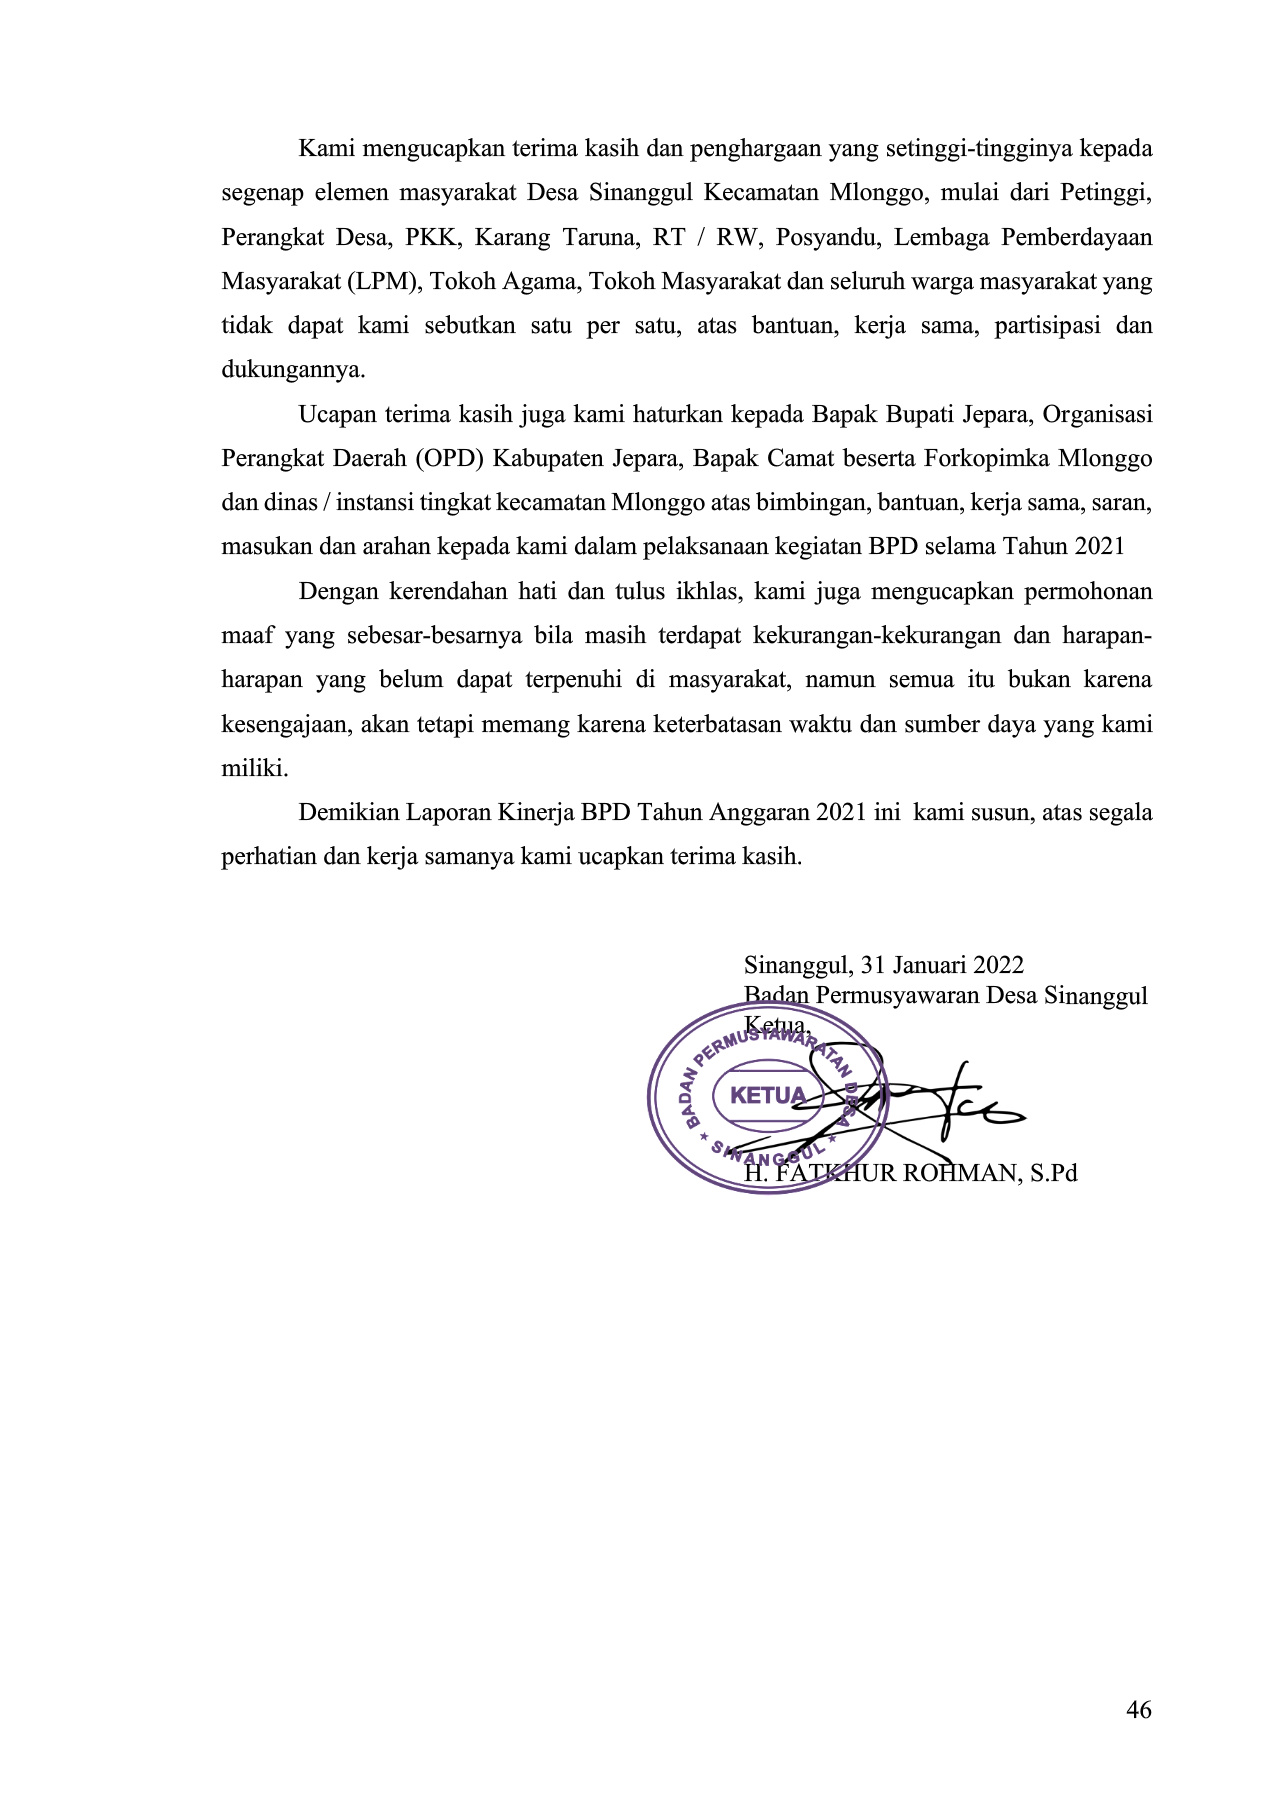 Kami mengucapkan terima kasih dan penghargaan yang setinggi-tingginya kepada
segenap elemen masyarakat Desa Sinanggul Kecamatan Mlonggo, mulai dari Petinggi,
Perangkat Desa, PKK, Karang Taruna, RT / RW, Posyandu, Lembaga Pemberdayaan
Masyarakat (LPM), Tokoh Agama, Tokoh Masyarakat dan seluruh warga masyarakat yang
tidak dapat kami sebutkan satu per satu, atas bantuan, kerja sama, partisipasi dan
dukungannya.
Ucapan terima kasih juga kami haturkan kepada Bapak Bupati Jepara, Organisasi
Perangkat Daerah (OPD) Kabupaten Jepara, Bapak Camat beserta Forkopimka Mlonggo
dan dinas / instansi tingkat kecamatan Mlonggo atas bimbingan, bantuan, kerja sama, saran,
masukan dan arahan kepada kami dalam pelaksanaan kegiatan BPD selama Tahun 2021
Dengan kerendahan hati dan tulus ikhlas, kami juga mengucapkan permohonan
maaf yang sebesar-besarnya bila masih terdapat kekurangan-kekurangan dan harapan-
harapan yang belum dapat terpenuhi di masyarakat, namun semua itu bukan karena
kesengajaan, akan tetapi memang karena keterbatasan waktu dan sumber daya yang kami
miliki.
Demikian Laporan Kinerja BPD Tahun Anggaran 2021 ini kami susun, atas segala
perhatian dan kerja samanya kami ucapkan terima kasih.
Sinanggul, 31 Januari 2022
Badan Permusyawaran Desa Sinanggul
Ketua,
BADAN PERMUSYAWARATAN DESA
KETUA
★ SINANGGUL ★
H. FATKHUR ROHMAN, S.Pd
46